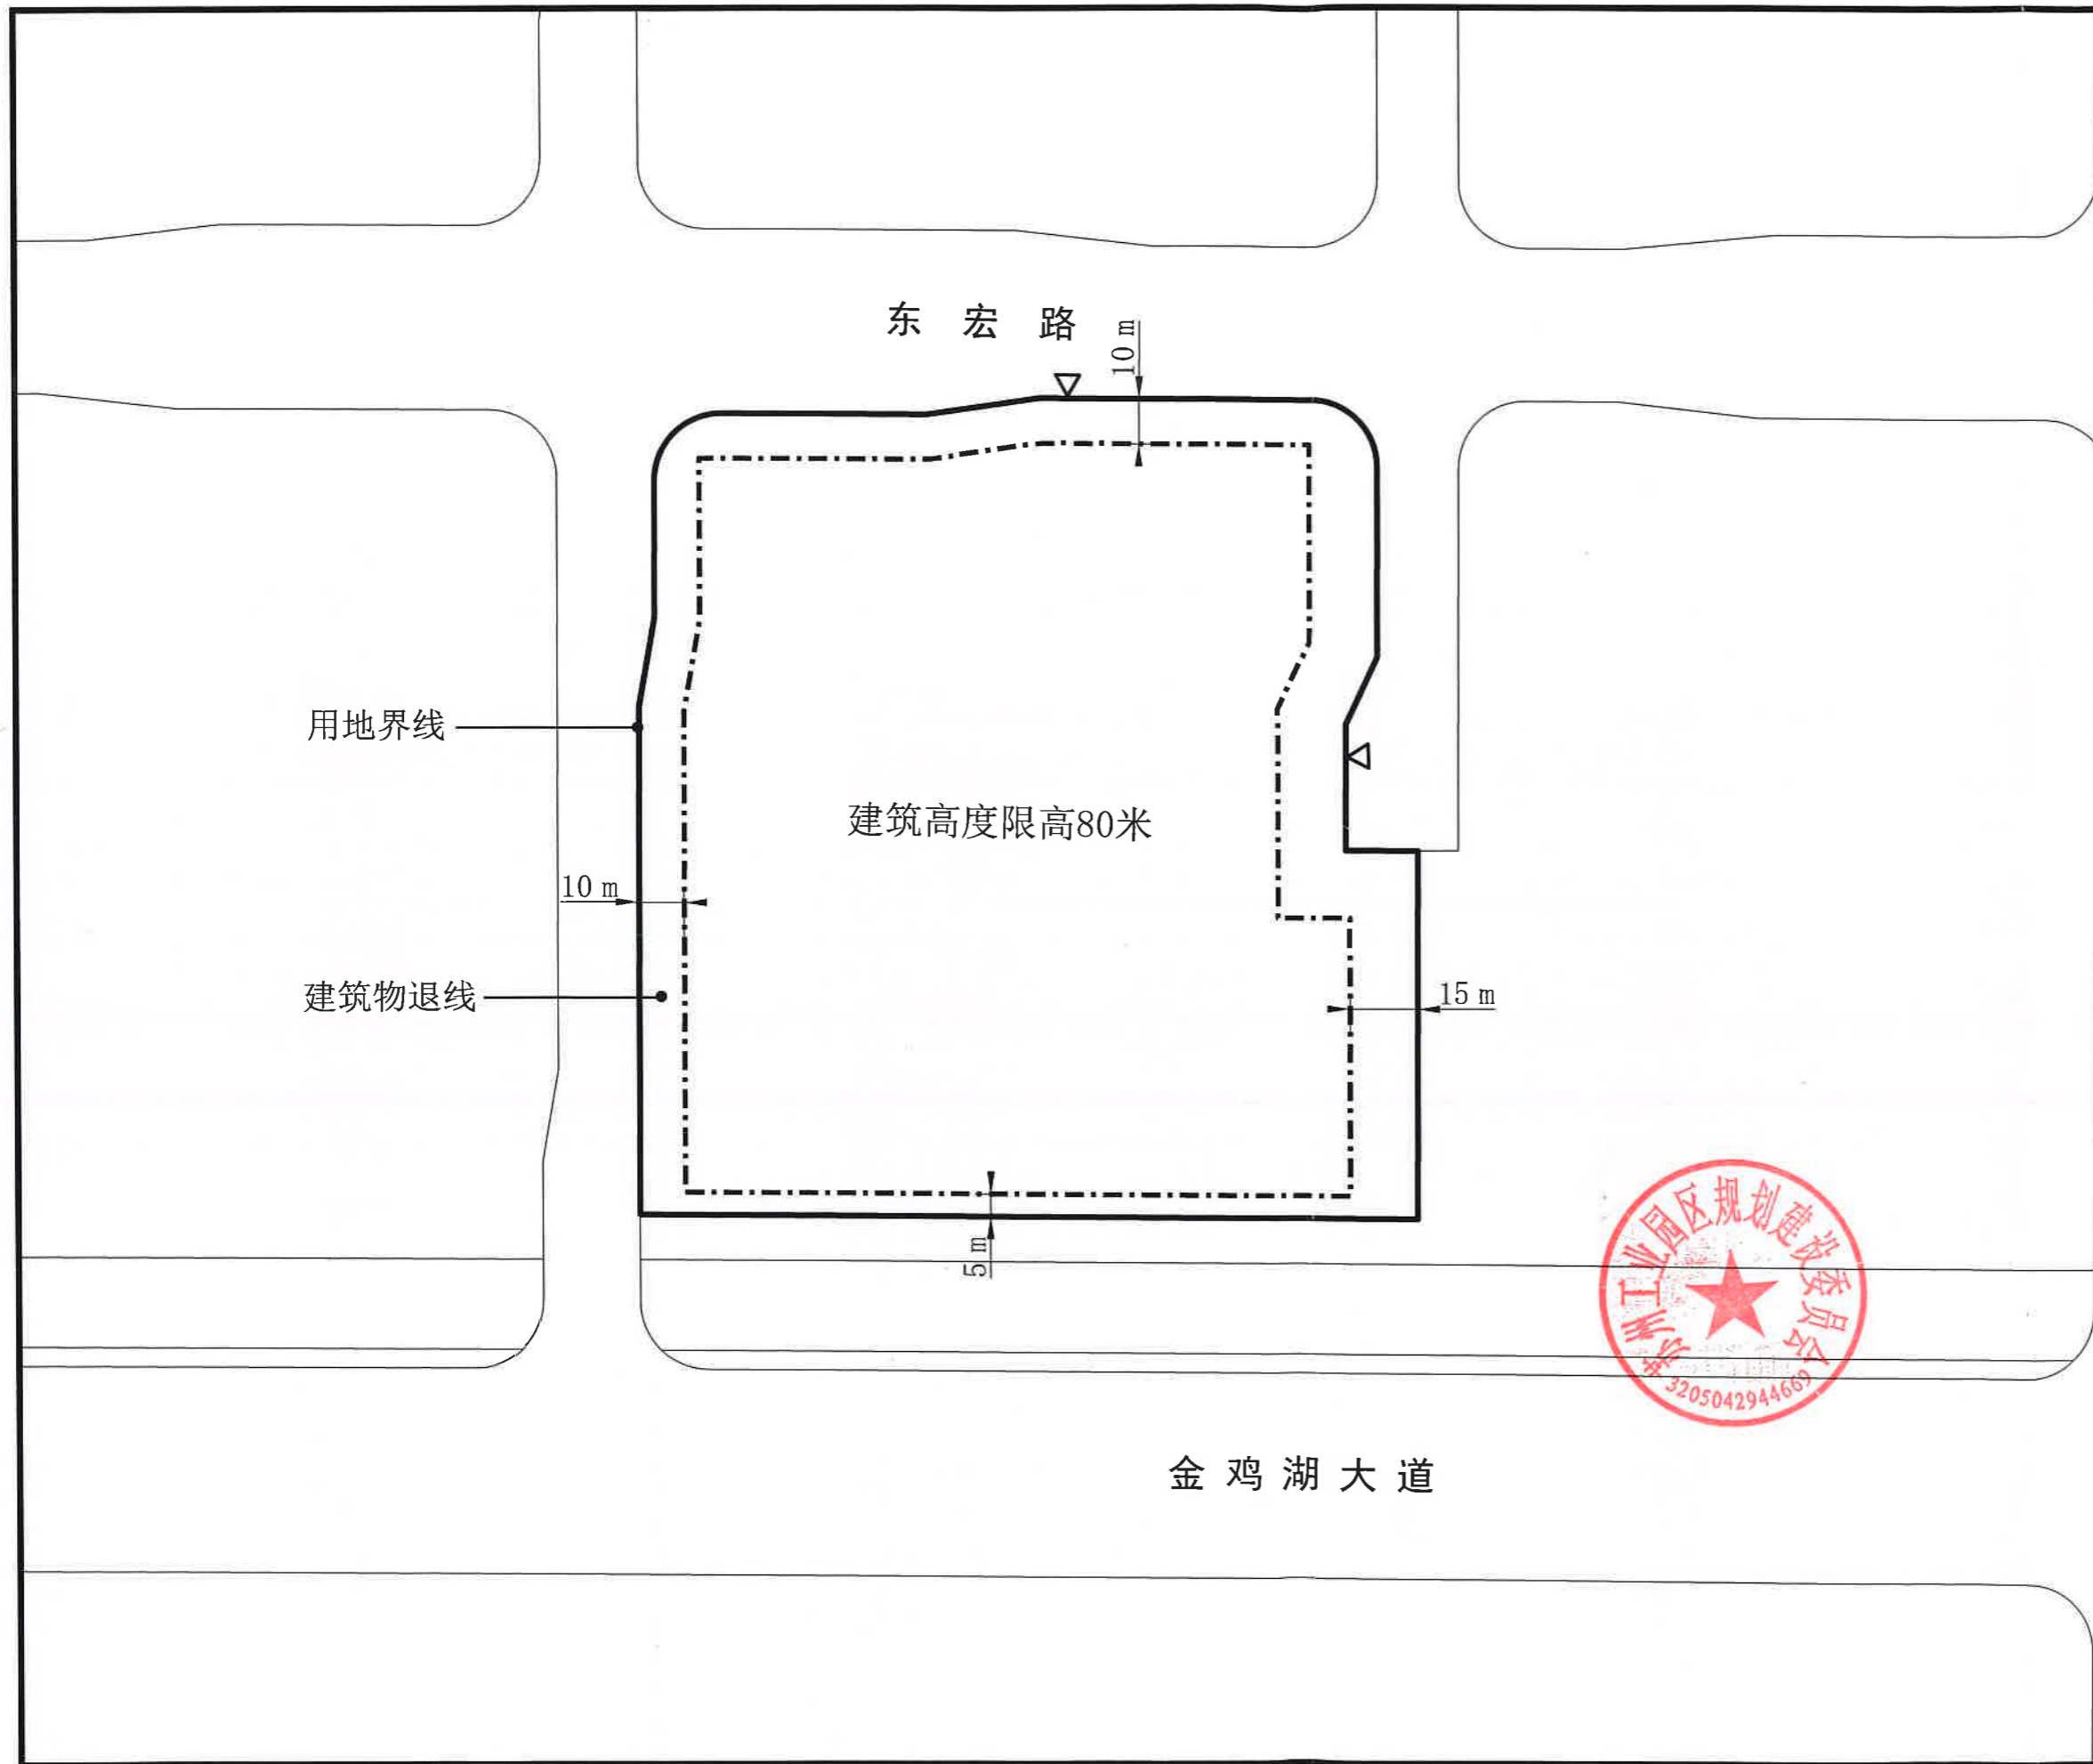 东宏路
10 m
用地界线
建筑高度限高80米
10 m
建筑物退线
15 m
5 m
苏州工业园区规划建设委员会
3205042944669
金鸡湖大道